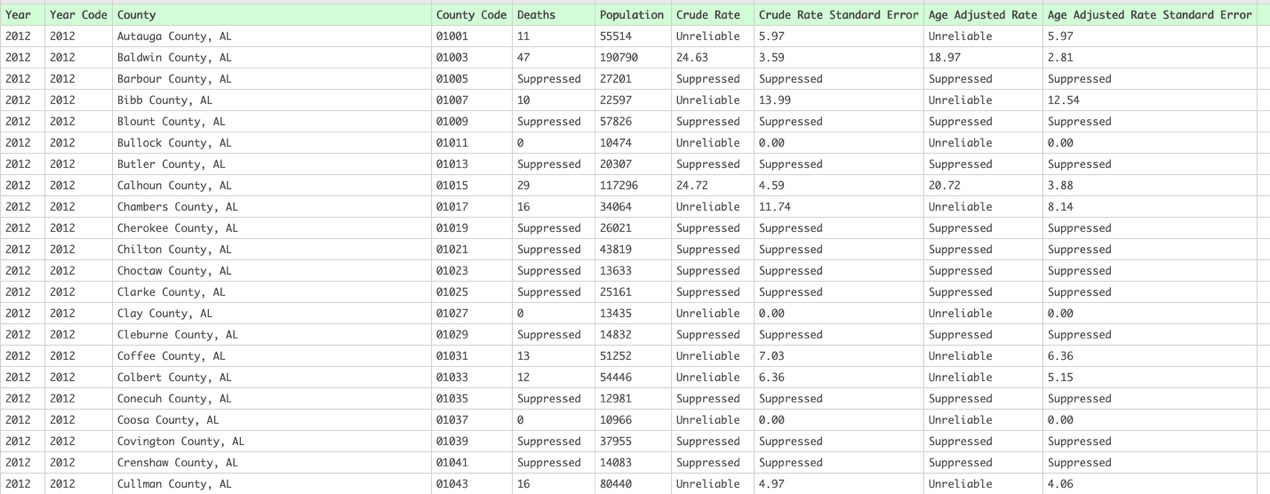 Year Year Code County County Code Deaths Population Crude Rate Crude Rate Standard Error Age Adjusted Rate Age Adjusted Rate Standard Error
2012 2012 Autauga County, AL 01001 11 55514 Unreliable 5.97 Unreliable 5.97
2012 2012 Baldwin County, AL 01003 47 190790 24.63 3.59 18.97 2.81
2012 2012 Barbour County, AL 01005 Suppressed 27201 Suppressed Suppressed Suppressed Suppressed
2012 2012 Bibb County, AL 01007 10 22597 Unreliable 13.99 Unreliable 12.54
2012 2012 Blount County, AL 01009 Suppressed 57826 Suppressed Suppressed Suppressed Suppressed
2012 2012 Bullock County, AL 01011 0 10474 Unreliable 0.00 Unreliable 0.00
2012 2012 Butler County, AL 01013 Suppressed 20307 Suppressed Suppressed Suppressed Suppressed
2012 2012 Calhoun County, AL 01015 29 117296 24.72 4.59 20.72 3.88
2012 2012 Chambers County, AL 01017 16 34064 Unreliable 11.74 Unreliable 8.14
2012 2012 Cherokee County, AL 01019 Suppressed 26021 Suppressed Suppressed Suppressed Suppressed
2012 2012 Chilton County, AL 01021 Suppressed 43819 Suppressed Suppressed Suppressed Suppressed
2012 2012 Choctaw County, AL 01023 Suppressed 13633 Suppressed Suppressed Suppressed Suppressed
2012 2012 Clarke County, AL 01025 Suppressed 25161 Suppressed Suppressed Suppressed Suppressed
2012 2012 Clay County, AL 01027 0 13435 Unreliable 0.00 Unreliable 0.00
2012 2012 Cleburne County, AL 01029 Suppressed 14832 Suppressed Suppressed Suppressed Suppressed
2012 2012 Coffee County, AL 01031 13 51252 Unreliable 7.03 Unreliable 6.36
2012 2012 Colbert County, AL 01033 12 54446 Unreliable 6.36 Unreliable 5.15
2012 2012 Conecuh County, AL 01035 Suppressed 12981 Suppressed Suppressed Suppressed Suppressed
2012 2012 Coosa County, AL 01037 0 10966 Unreliable 0.00 Unreliable 0.00
2012 2012 Covington County, AL 01039 Suppressed 37955 Suppressed Suppressed Suppressed Suppressed
2012 2012 Crenshaw County, AL 01041 Suppressed 14083 Suppressed Suppressed Suppressed Suppressed
2012 2012 Cullman County, AL 01043 16 80440 Unreliable 4.97 Unreliable 4.06